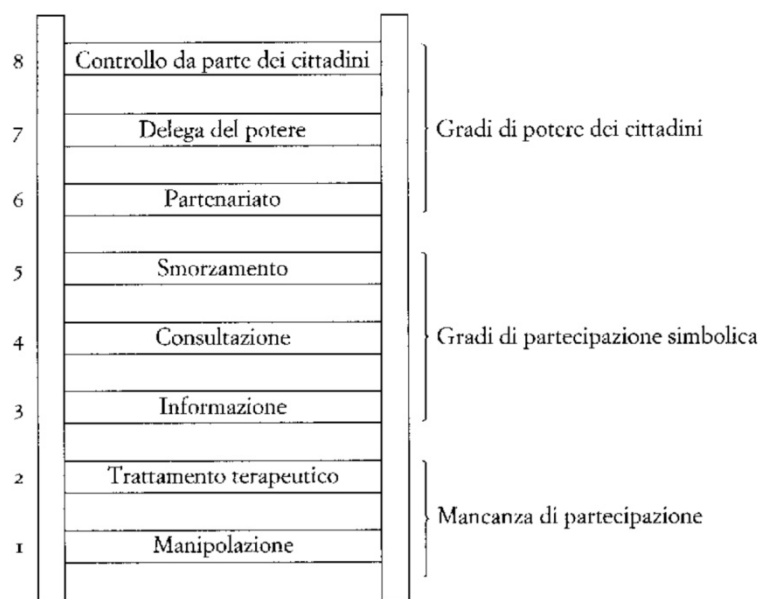 8 Controllo da parte dei cittadini
7 Delega del potere
Gradi di potere dei cittadini
6 Partenariato
5 Smorzamento
4 Consultazione
Gradi di partecipazione simbolica
3 Informazione
2 Trattamento terapeutico
Mancanza di partecipazione
1 Manipolazione